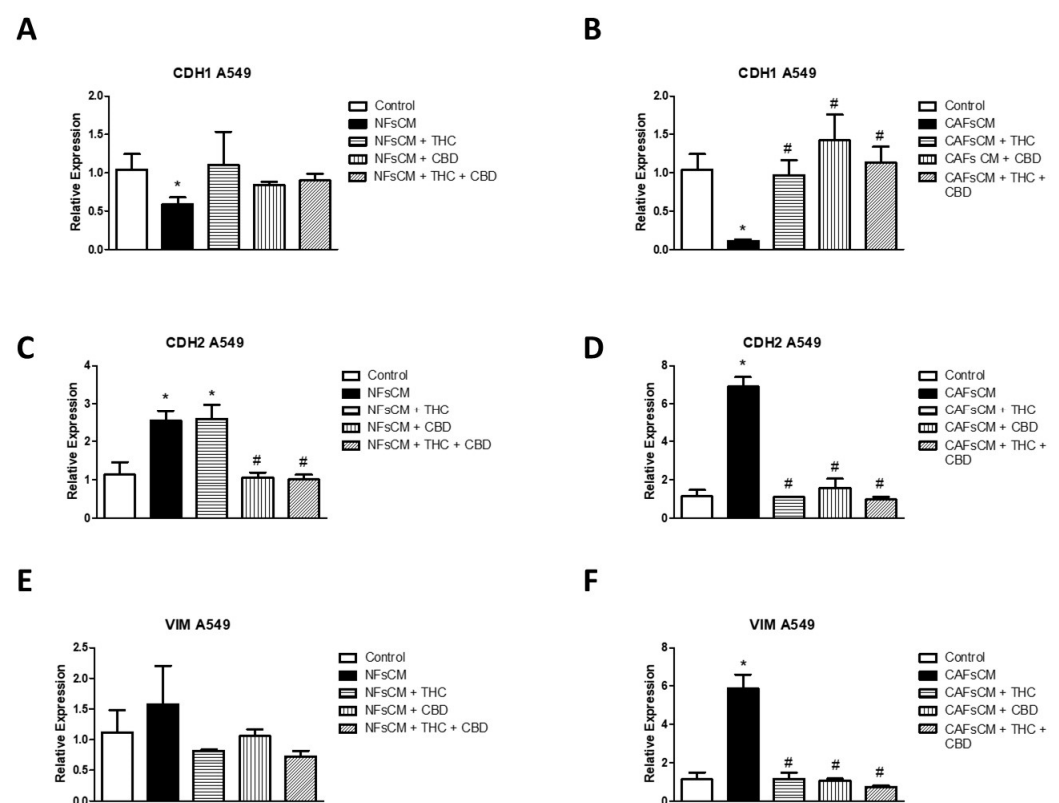 A
CDH1 A549
Relative Expression
2.0
1.5
1.0
0.5
0.0
*
Control
NFsCM
NFsCM + THC
NFsCM + CBD
NFsCM + THC + CBD
B
CDH1 A549
Relative Expression
2.0
1.5
1.0
0.5
0.0
*
#
#
#
Control
CAFsCM
CAFsCM + THC
CAFs CM + CBD
CAFsCM + THC +
CBD
C
CDH2 A549
Relative Expression
4
3
2
1
0
*
*
#
#
Control
NFsCM
NFsCM + THC
NFsCM + CBD
NFsCM + THC + CBD
D
CDH2 A549
Relative Expression
8
6
4
2
0
*
#
#
#
Control
CAFsCM
CAFsCM + THC
CAFsCM + CBD
CAFsCM + THC +
CBD
E
VIM A549
Relative Expression
2.5
2.0
1.5
1.0
0.5
0.0
Control
NFsCM
NFsCM + THC
NFsCM + CBD
NFsCM + THC + CBD
F
VIM A549
Relative Expression
8
6
4
2
0
*
#
#
#
Control
CAFsCM
CAFsCM + THC
CAFsCM + CBD
CAFsCM + THC +
CBD